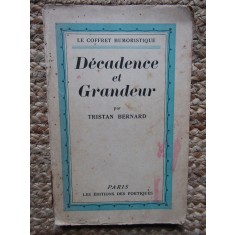 LE COFFRET HUMORISTIQUE
Décadence
et
Grandeur
par
TRISTAN BERNARD
PARIS
LES ÉDITIONS DES PORTIQUES